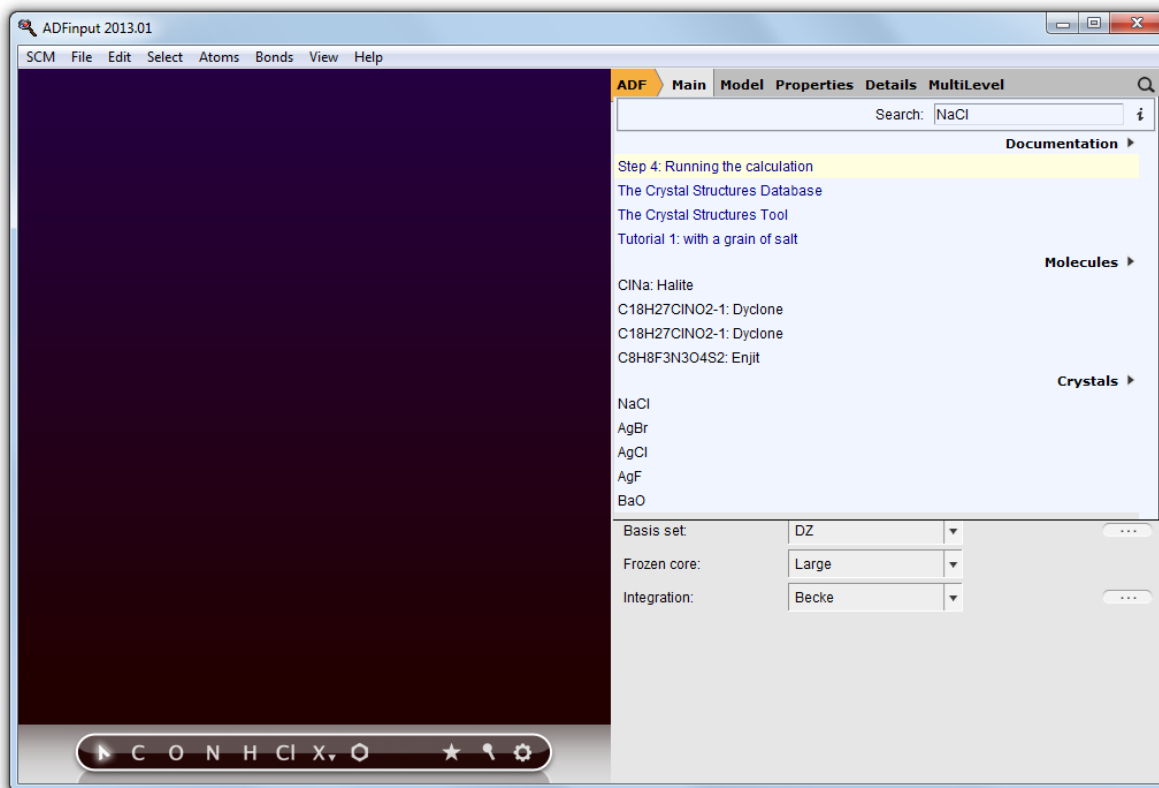 ADFinput 2013.01
SCM File Edit Select Atoms Bonds View Help
ADF Main Model Properties Details MultiLevel
Search: NaCl i
Documentation
Step 4: Running the calculation
The Crystal Structures Database
The Crystal Structures Tool
Tutorial 1: with a grain of salt
Molecules
ClNa: Halite
C18H27ClNO2-1: Dyclone
C18H27ClNO2-1: Dyclone
C8H8F3N3O4S2: Enjit
Crystals
NaCl
AgBr
AgCl
AgF
BaO
Basis set: DZ ...
Frozen core: Large
Integration: Becke ...
C O N H Cl X